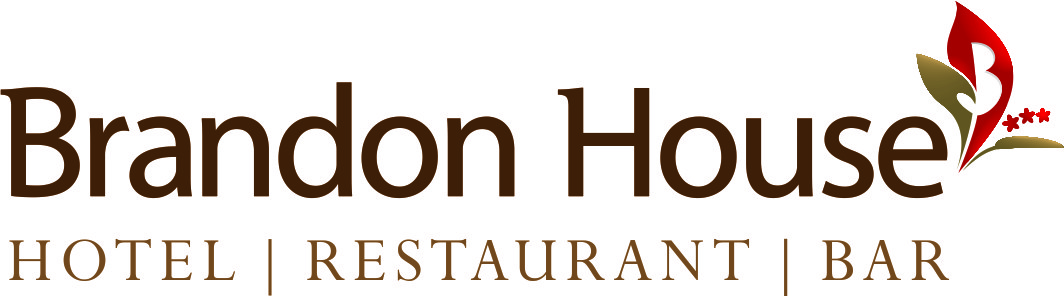 Brandon House B
HOTEL | RESTAURANT | BAR